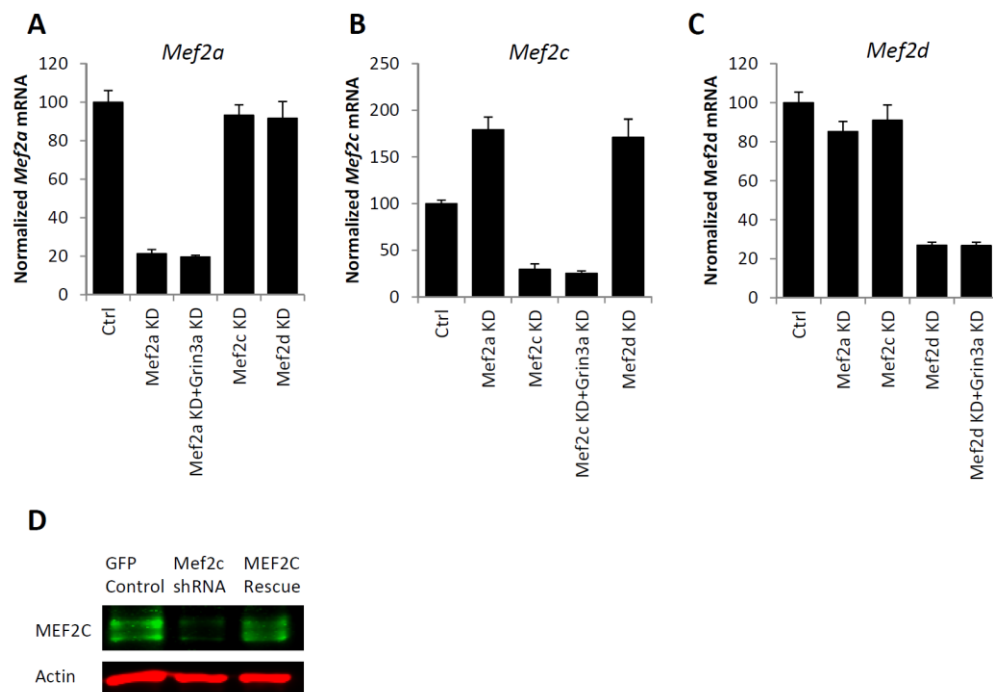 A
Mef2a
Normalized Mef2a mRNA
120
100
80
60
40
20
0
Ctrl
Mef2a KD
Mef2a KD+Grin3a KD
Mef2c KD
Mef2d KD
B
Mef2c
Normalized Mef2c mRNA
250
200
150
100
50
0
Ctrl
Mef2a KD
Mef2c KD
Mef2c KD+Grin3a KD
Mef2d KD
C
Mef2d
Nromalized Mef2d mRNA
120
100
80
60
40
20
0
Ctrl
Mef2a KD
Mef2c KD
Mef2d KD
Mef2d KD+Grin3a KD
D
GFP Mef2c MEF2C
Control shRNA Rescue
MEF2C
Actin